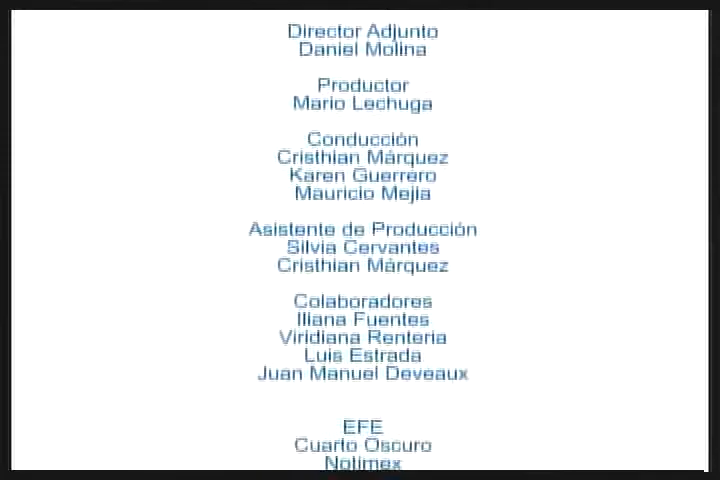 Director Adjunto
Daniel Molina
Productor
Mario Lechuga
Conducción
Cristhian Márquez
Karen Guerrero
Mauricio Mejia
Asistente de Producción
Silvia Cervantes
Cristhian Márquez
Colaboradores
Iliana Fuentes
Viridiana Renteria
Luis Estrada
Juan Manuel Deveaux
EFE
Cuarto Oscuro
Notimex